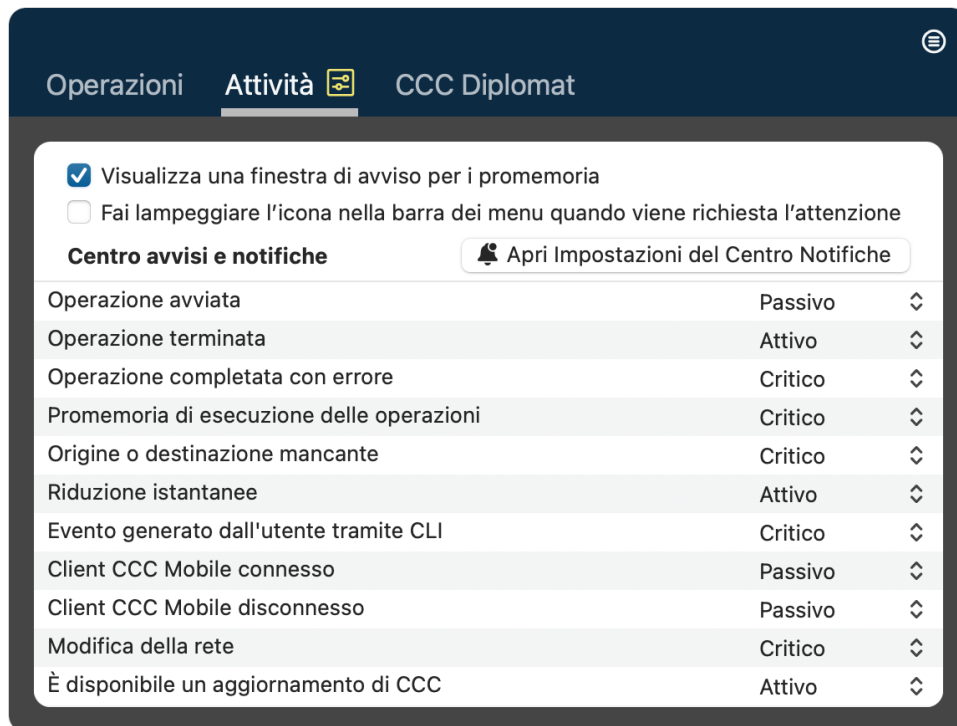 Operazioni Attività CCC Diplomat
Visualizza una finestra di avviso per i promemoria
Fai lampeggiare l’icona nella barra dei menu quando viene richiesta l’attenzione
Centro avvisi e notifiche Apri Impostazioni del Centro Notifiche
Operazione avviata Passivo
Operazione terminata Attivo
Operazione completata con errore Critico
Promemoria di esecuzione delle operazioni Critico
Origine o destinazione mancante Critico
Riduzione istantanee Attivo
Evento generato dall'utente tramite CLI Critico
Client CCC Mobile connesso Passivo
Client CCC Mobile disconnesso Passivo
Modifica della rete Critico
È disponibile un aggiornamento di CCC Attivo